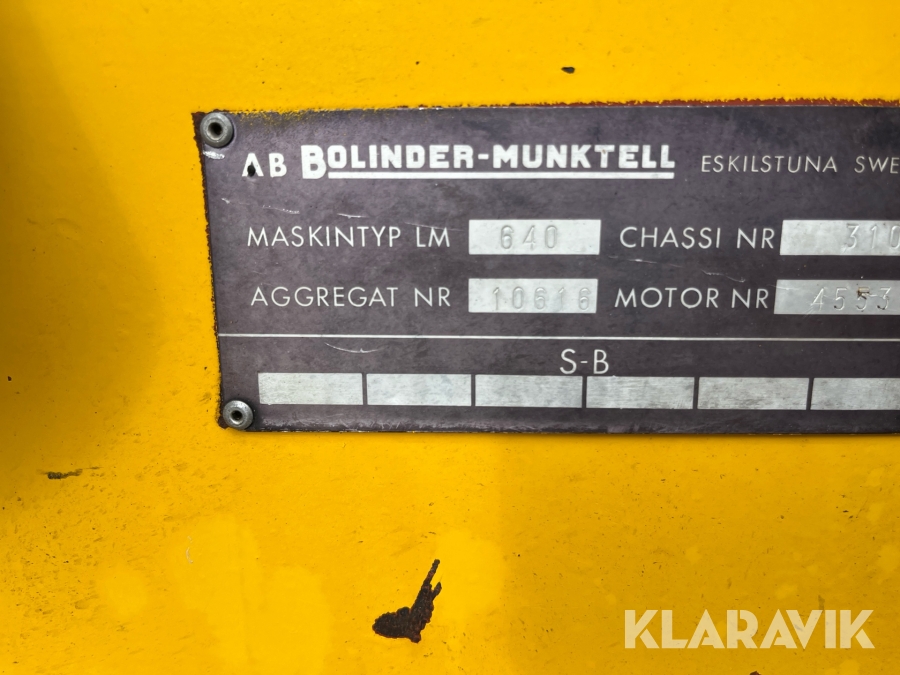 AB BOLINDER-MUNKTELL ESKILSTUNA SWE
MASKINTYP LM 640 CHASSI NR 310
AGGREGAT NR 10616 MOTOR NR 4553
S-B
KLARAVIK